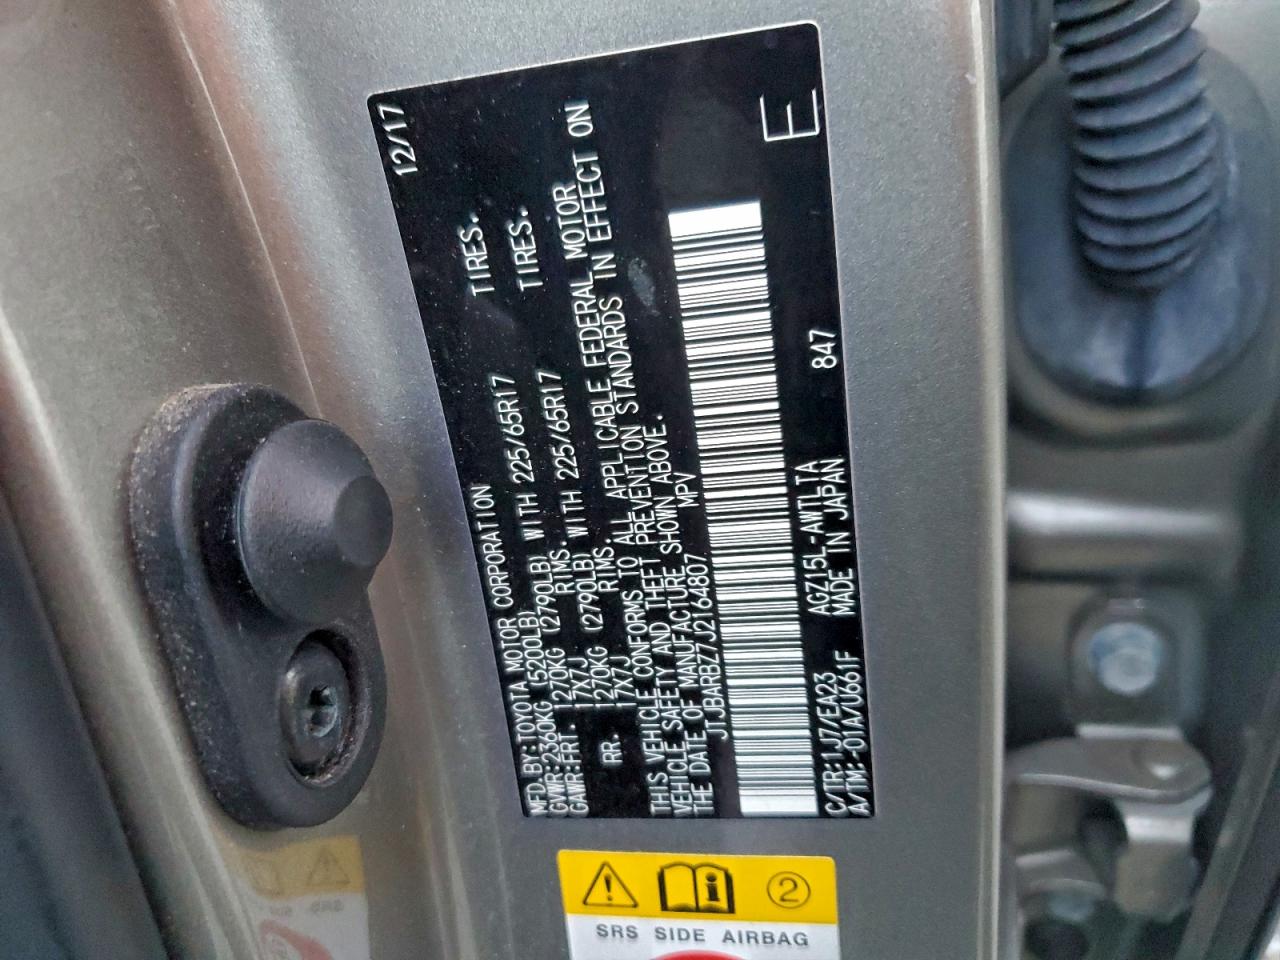 12/17
MFD. BY: TOYOTA MOTOR CORPORATION
GVWR: 2360KG (5200LB)
GAWR: FRT. 1270KG (2790LB) WITH 225/65R17 TIRES.
17X7J RIMS.
RR. 1270KG (2790LB) WITH 225/65R17 TIRES.
17X7J RIMS.
THIS VEHICLE CONFORMS TO ALL APPLICABLE FEDERAL MOTOR
VEHICLE SAFETY AND THEFT PREVENTION STANDARDS IN EFFECT ON
THE DATE OF MANUFACTURE SHOWN ABOVE.
JTJBARBZ7J2164807 MPV
E
C/TR: 1J7/EA23 AGZ15L-AWTLTA 847
A/TM: -01A/U661F MADE IN JAPAN
2
SRS SIDE AIRBAG